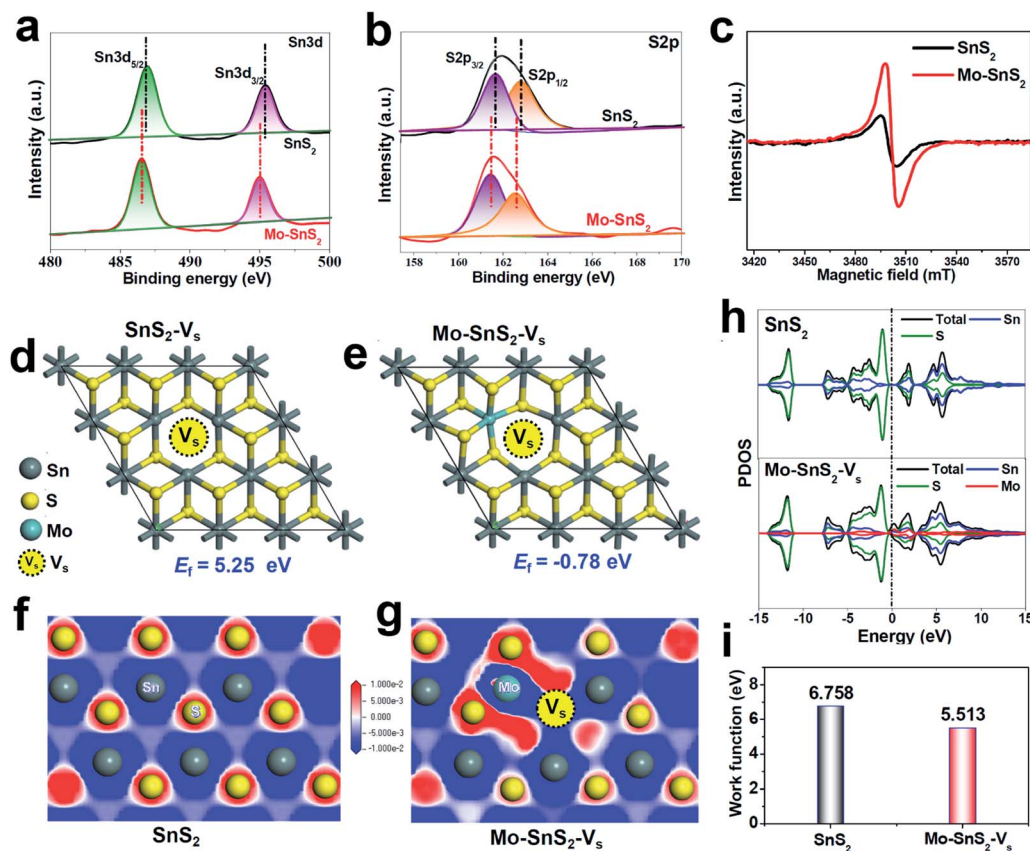 a
Sn3d
Sn3d5/2
Sn3d3/2
SnS2
Mo-SnS2
Intensity (a.u.)
480 485 490 495 500
Binding energy (eV)
b
S2p
S2p3/2
S2p1/2
SnS2
Mo-SnS2
Intensity (a.u.)
158 160 162 164 166 168 170
Binding energy (eV)
c
SnS2
Mo-SnS2
Intensity (a.u.)
3420 3450 3480 3510 3540 3570
Magnetic field (mT)
d
SnS2-Vs
Vs
Sn
S
Mo
Vs Vs
Ef = 5.25 eV
e
Mo-SnS2-Vs
Vs
Ef = -0.78 eV
h
SnS2
Total Sn
S
Mo-SnS2-Vs
Total Sn
S Mo
PDOS
-15 -10 -5 0 5 10 15
Energy (eV)
f
Sn
S
SnS2
1.000e-2
5.000e-3
0.000
-5.000e-3
-1.000e-2
g
Mo
Vs
Mo-SnS2-Vs
i
Work function (eV)
10
8
6
4
2
0
6.758
5.513
SnS2 Mo-SnS2-Vs